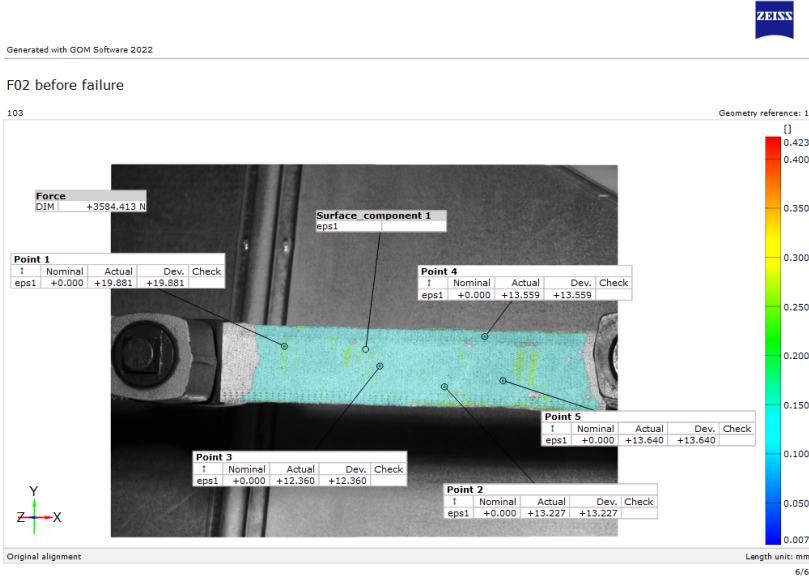 ZEISS
Generated with GOM Software 2022
F02 before failure
103
Geometry reference: 1
[]
0.423
0.400
0.350
0.300
0.250
0.200
0.150
0.100
0.050
0.007
Force
DIM +3584.413 N
Surface_component 1
eps1
Point 1
Nominal Actual Dev. Check
eps1 +0.000 +19.881 +19.881
Point 4
Nominal Actual Dev. Check
eps1 +0.000 +13.559 +13.559
Point 5
Nominal Actual Dev. Check
eps1 +0.000 +13.640 +13.640
Point 3
Nominal Actual Dev. Check
eps1 +0.000 +12.360 +12.360
Point 2
Nominal Actual Dev. Check
eps1 +0.000 +13.227 +13.227
Y
Z X
Original alignment
Length unit: mm
6/6